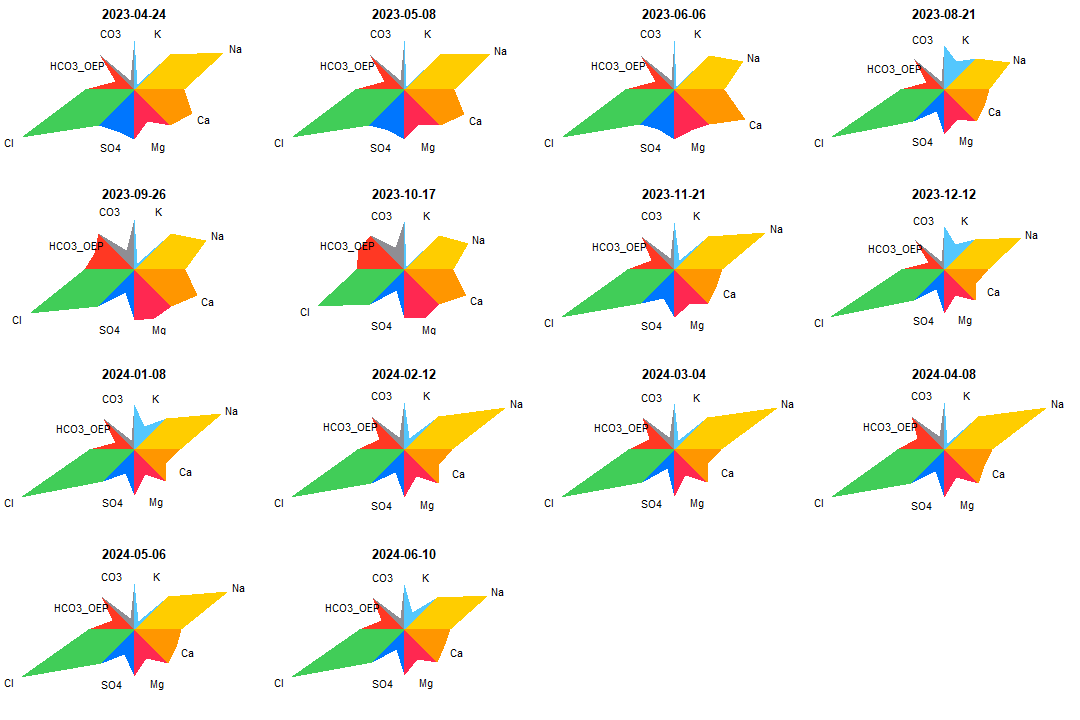 2023-04-24
CO3 K
Na
HCO3_OEP
Ca
Cl
SO4 Mg
2023-05-08
CO3 K
Na
HCO3_OEP
Ca
Cl
SO4 Mg
2023-06-06
CO3 K
Na
HCO3_OEP
Ca
Cl
SO4 Mg
2023-08-21
CO3 K
Na
HCO3_OEP
Ca
Cl
SO4 Mg
2023-09-26
CO3 K
Na
HCO3_OEP
Ca
Cl
SO4 Mg
2023-10-17
CO3 K
Na
HCO3_OEP
Ca
Cl
SO4 Mg
2023-11-21
CO3 K
Na
HCO3_OEP
Ca
Cl
SO4 Mg
2023-12-12
CO3 K
Na
HCO3_OEP
Ca
Cl
SO4 Mg
2024-01-08
CO3 K
Na
HCO3_OEP
Ca
Cl
SO4 Mg
2024-02-12
CO3 K
Na
HCO3_OEP
Ca
Cl
SO4 Mg
2024-03-04
CO3 K
Na
HCO3_OEP
Ca
Cl
SO4 Mg
2024-04-08
CO3 K
Na
HCO3_OEP
Ca
Cl
SO4 Mg
2024-05-06
CO3 K
Na
HCO3_OEP
Ca
Cl
SO4 Mg
2024-06-10
CO3 K
Na
HCO3_OEP
Ca
Cl
SO4 Mg